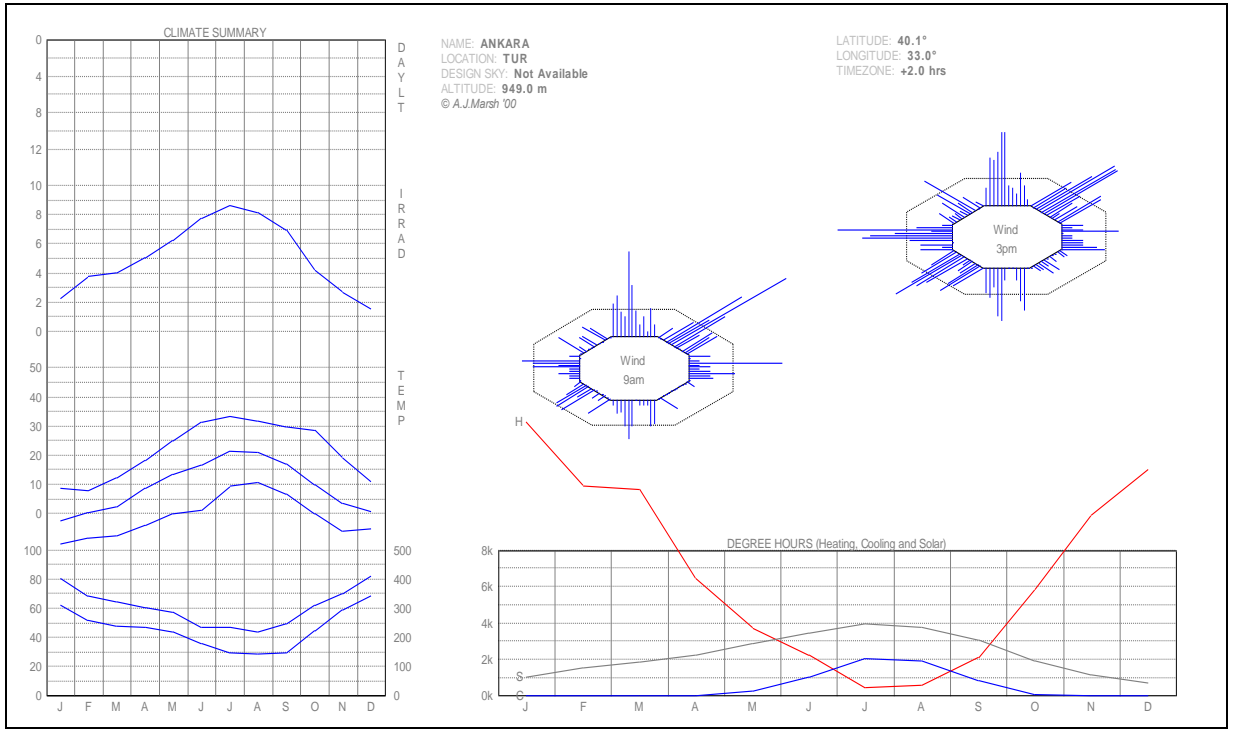 CLIMATE SUMMARY
0
4
8
12
10
8
6
4
2
0
50
40
30
20
10
0
100
80
60
40
20
0
500
400
300
200
100
0
J F M A M J J A S O N D
DAYLT
IRRAD
TEMP
NAME: ANKARA
LOCATION: TUR
DESIGN SKY: Not Available
ALTITUDE: 949.0 m
© A.J.Marsh '00
LATITUDE: 40.1°
LONGITUDE: 33.0°
TIMEZONE: +2.0 hrs
Wind
3pm
Wind
9am
H
DEGREE HOURS (Heating, Cooling and Solar)
8k
6k
4k
2k
0k
S
C
J F M A M J J A S O N D